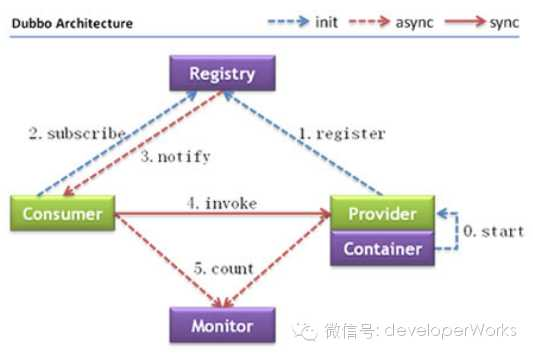 Dubbo Architecture
init
async
sync
Registry
2. subscribe
1. register
3. notify
Consumer
4. invoke
Provider
Container
0. start
5. count
Monitor
微信号: developerWorks